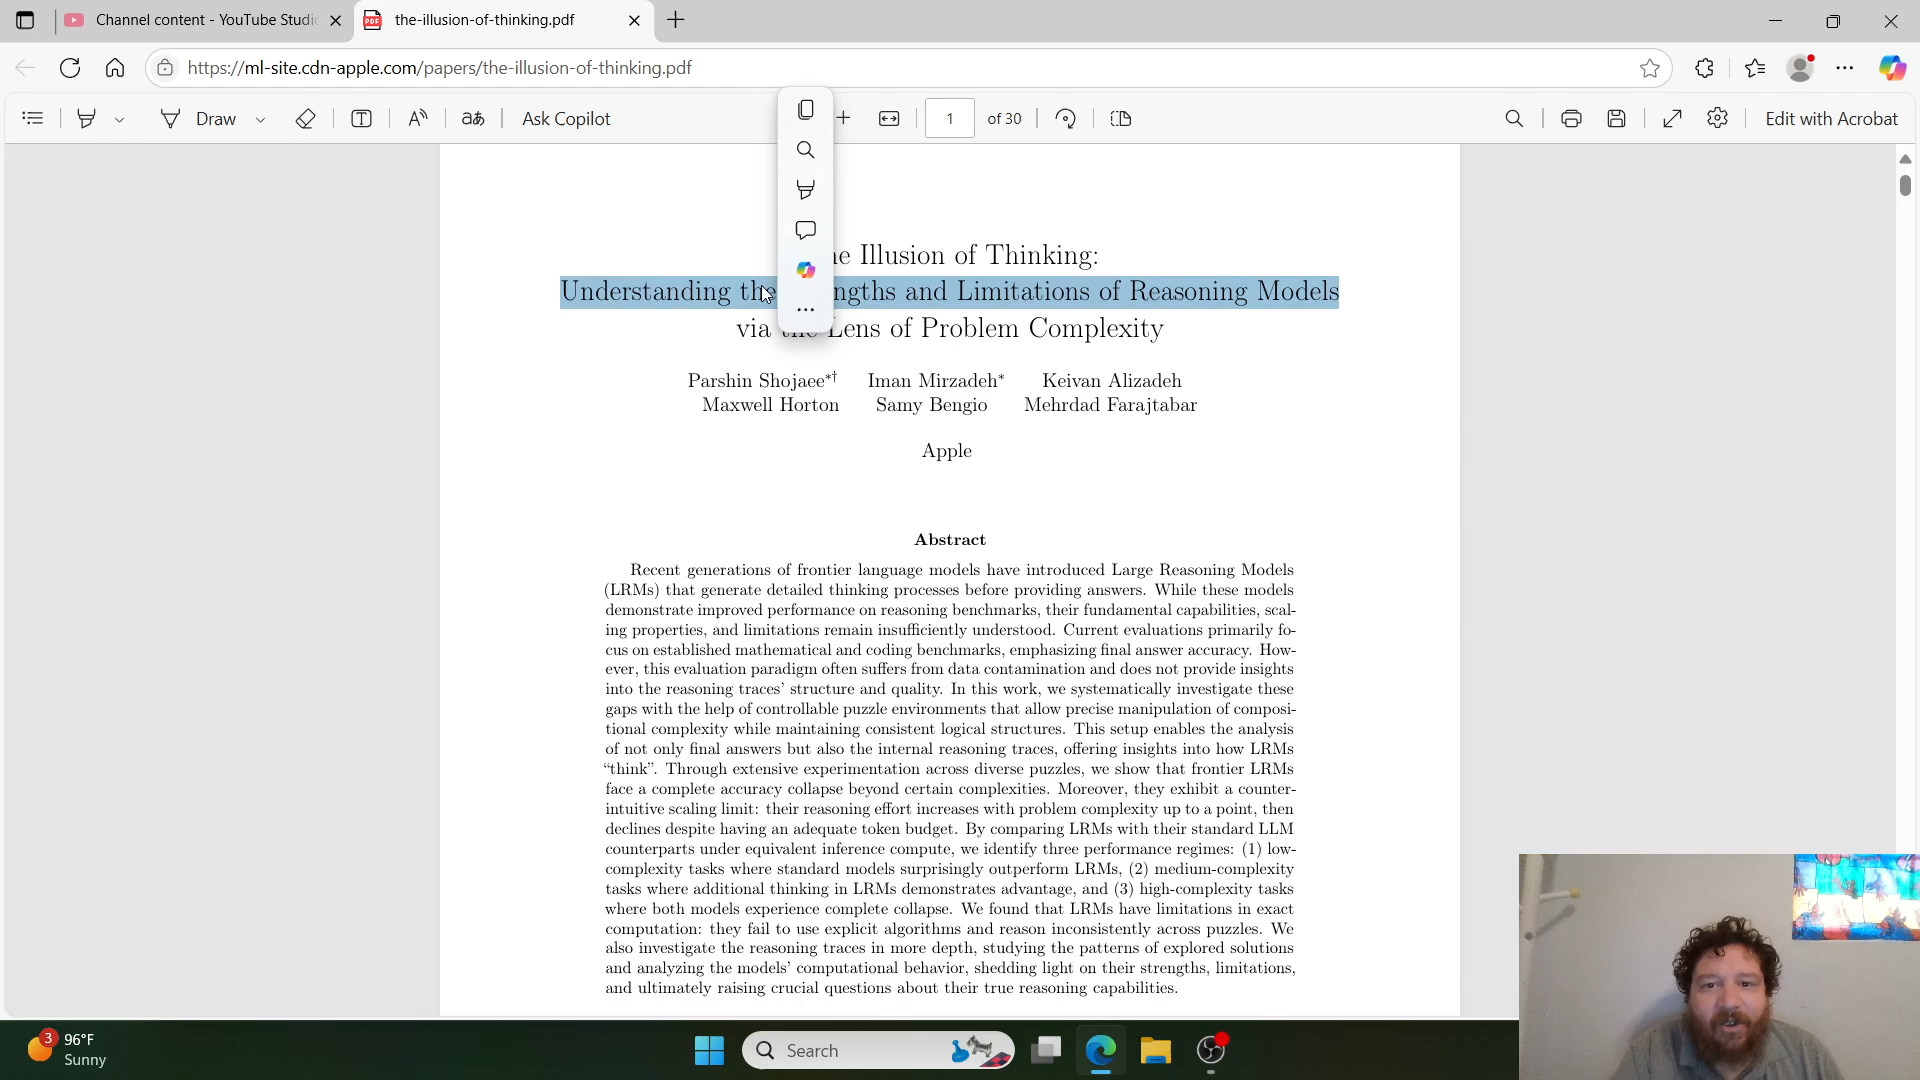 Channel content - YouTube Studi
the-illusion-of-thinking.pdf
https://ml-site.cdn-apple.com/papers/the-illusion-of-thinking.pdf
Draw
aあ
Ask Copilot
1 of 30
Edit with Acrobat
he Illusion of Thinking:
Understanding the ngths and Limitations of Reasoning Models
via the Lens of Problem Complexity
Parshin Shojaee*† Iman Mirzadeh* Keivan Alizadeh
Maxwell Horton Samy Bengio Mehrdad Farajtabar
Apple
Abstract
Recent generations of frontier language models have introduced Large Reasoning Models
(LRMs) that generate detailed thinking processes before providing answers. While these models
demonstrate improved performance on reasoning benchmarks, their fundamental capabilities, scal-
ing properties, and limitations remain insufficiently understood. Current evaluations primarily fo-
cus on established mathematical and coding benchmarks, emphasizing final answer accuracy. How-
ever, this evaluation paradigm often suffers from data contamination and does not provide insights
into the reasoning traces’ structure and quality. In this work, we systematically investigate these
gaps with the help of controllable puzzle environments that allow precise manipulation of composi-
tional complexity while maintaining consistent logical structures. This setup enables the analysis
of not only final answers but also the internal reasoning traces, offering insights into how LRMs
“think”. Through extensive experimentation across diverse puzzles, we show that frontier LRMs
face a complete accuracy collapse beyond certain complexities. Moreover, they exhibit a counter-
intuitive scaling limit: their reasoning effort increases with problem complexity up to a point, then
declines despite having an adequate token budget. By comparing LRMs with their standard LLM
counterparts under equivalent inference compute, we identify three performance regimes: (1) low-
complexity tasks where standard models surprisingly outperform LRMs, (2) medium-complexity
tasks where additional thinking in LRMs demonstrates advantage, and (3) high-complexity tasks
where both models experience complete collapse. We found that LRMs have limitations in exact
computation: they fail to use explicit algorithms and reason inconsistently across puzzles. We
also investigate the reasoning traces in more depth, studying the patterns of explored solutions
and analyzing the models’ computational behavior, shedding light on their strengths, limitations,
and ultimately raising crucial questions about their true reasoning capabilities.
3
96°F
Sunny
Search